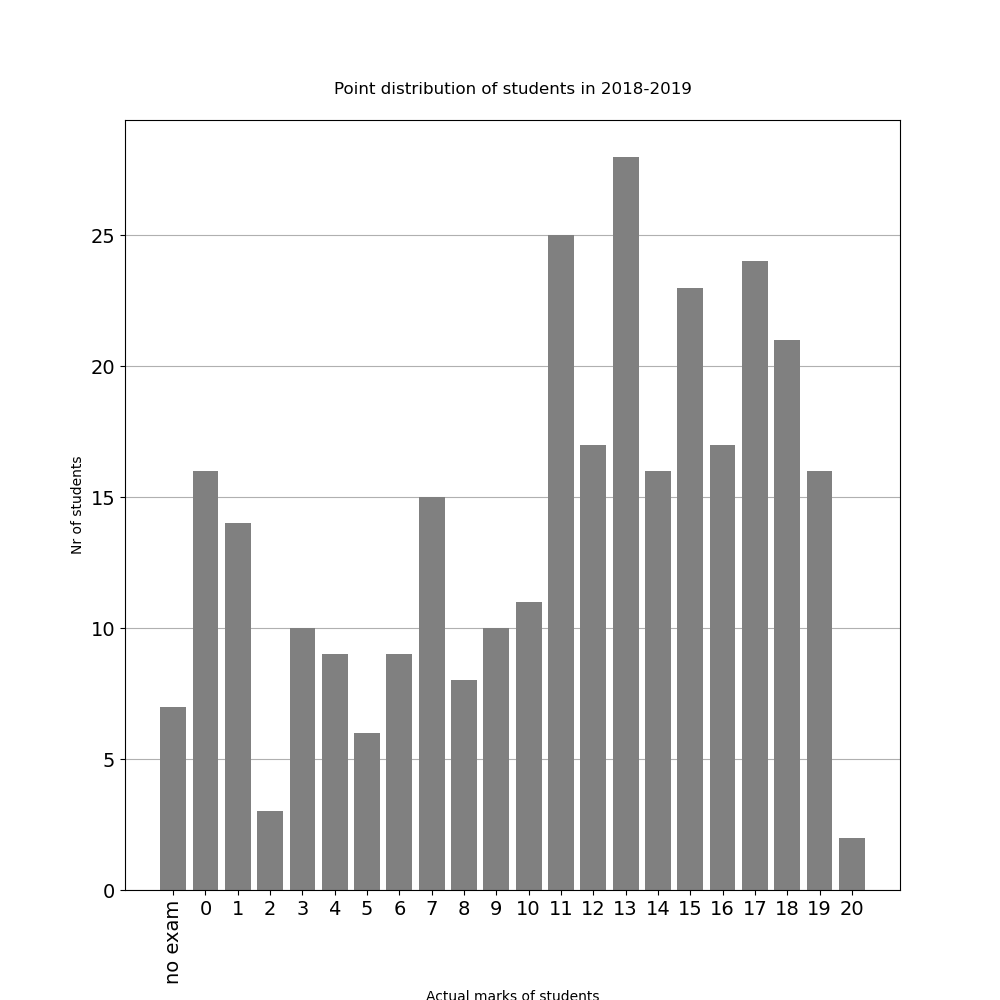 Point distribution of students in 2018-2019
25
20
15
10
5
0
Nr of students
no exam 0 1 2 3 4 5 6 7 8 9 10 11 12 13 14 15 16 17 18 19 20
Actual marks of students